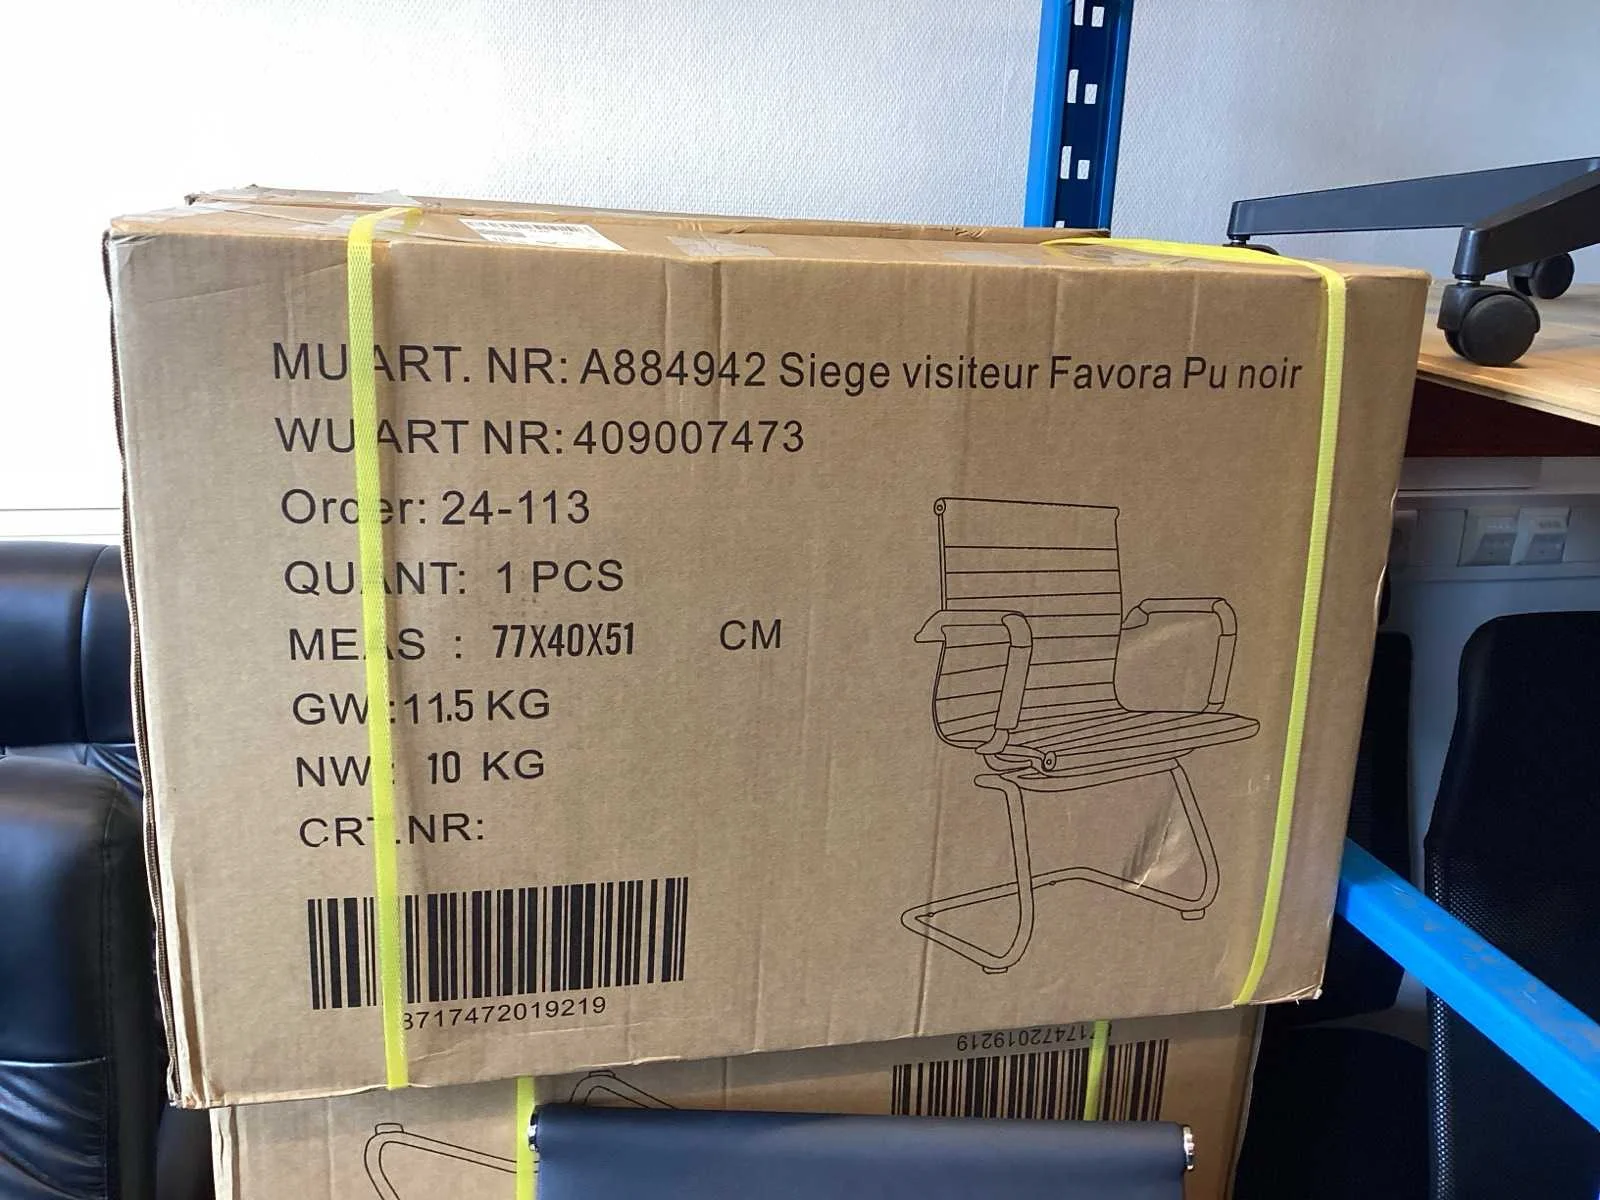 MU ART. NR: A884942 Siege visiteur Favora Pu noir
WU ART NR: 409007473
Order: 24-113
QUANT: 1 PCS
MEAS : 77X40X51 CM
GW: 11.5 KG
NW: 10 KG
CRT.NR:
8717472019219
717472019219